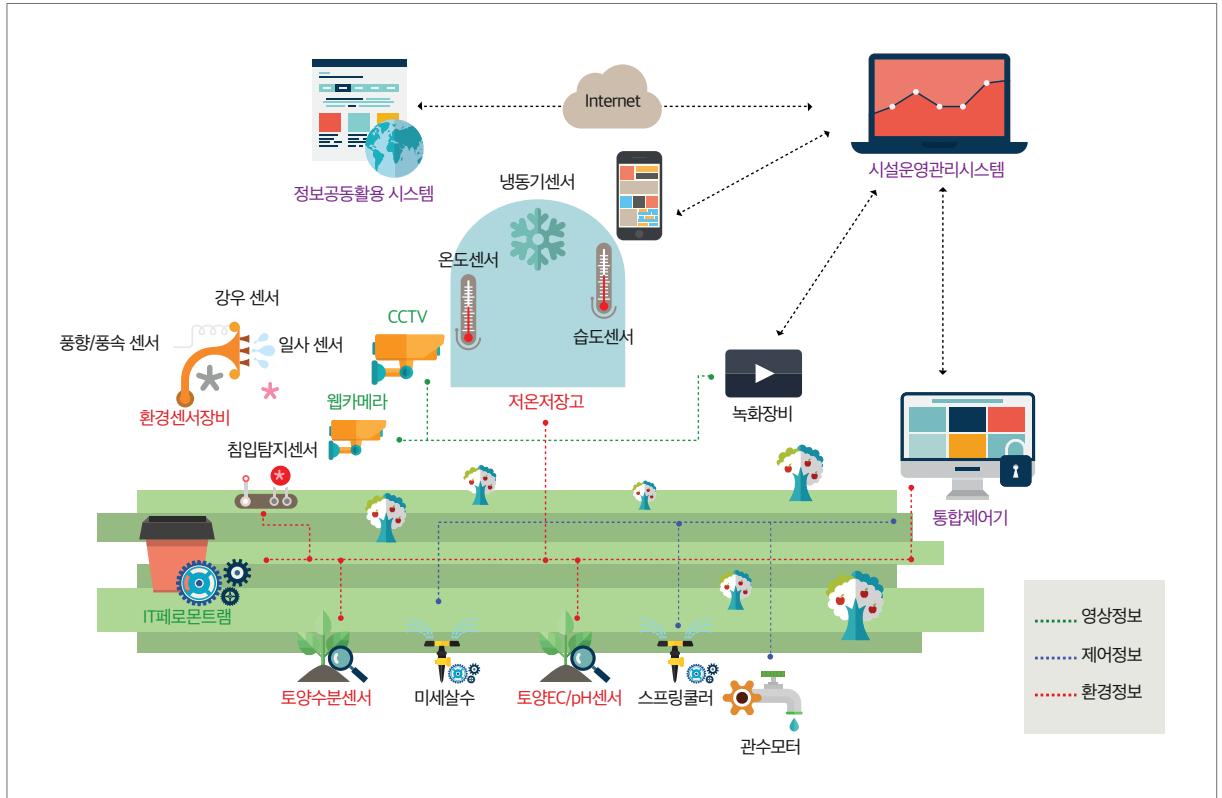 Internet
정보공동활용 시스템
시설운영관리시스템
냉동기센서
온도센서
습도센서
강우 센서
풍향/풍속 센서
일사 센서
CCTV
환경센서장비
웹카메라
저온저장고
녹화장비
침입탐지센서
통합제어기
IT페로몬트랩
토양수분센서
미세살수
토양EC/pH센서
스프링쿨러
관수모터
영상정보
제어정보
환경정보